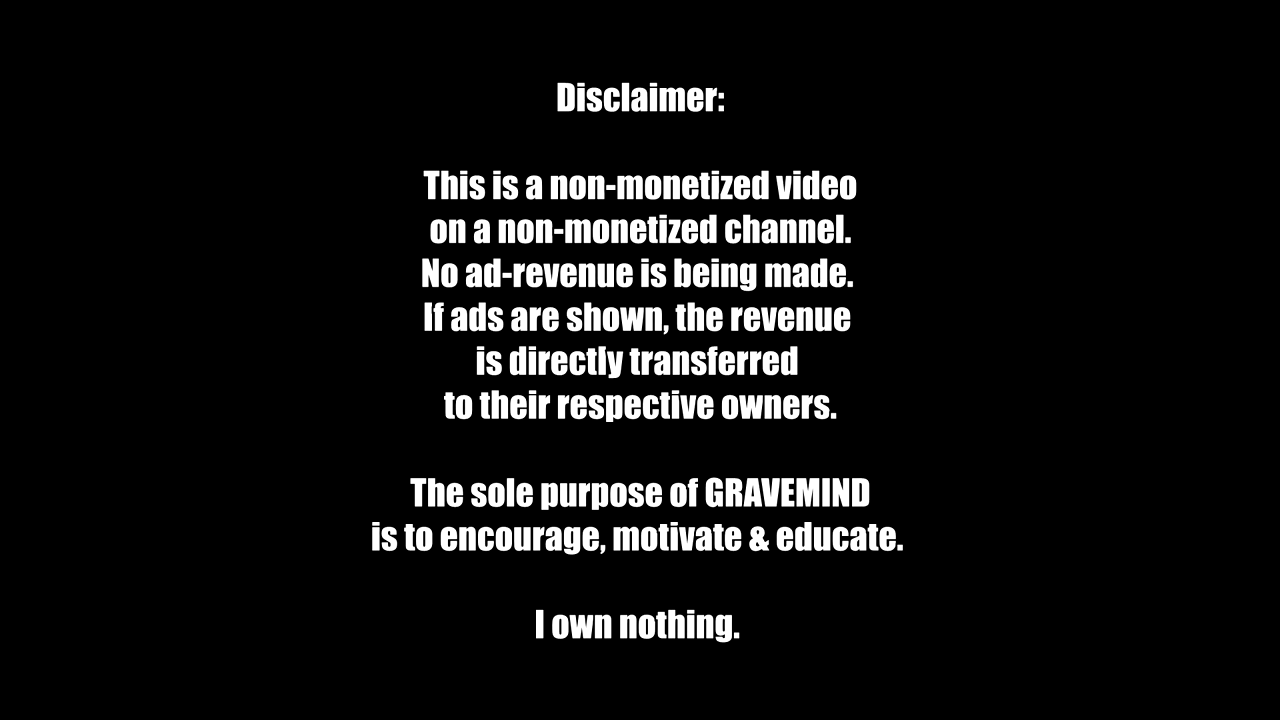 Disclaimer:
This is a non-monetized video
on a non-monetized channel.
No ad-revenue is being made.
If ads are shown, the revenue
is directly transferred
to their respective owners.
The sole purpose of GRAVEMIND
is to encourage, motivate & educate.
I own nothing.